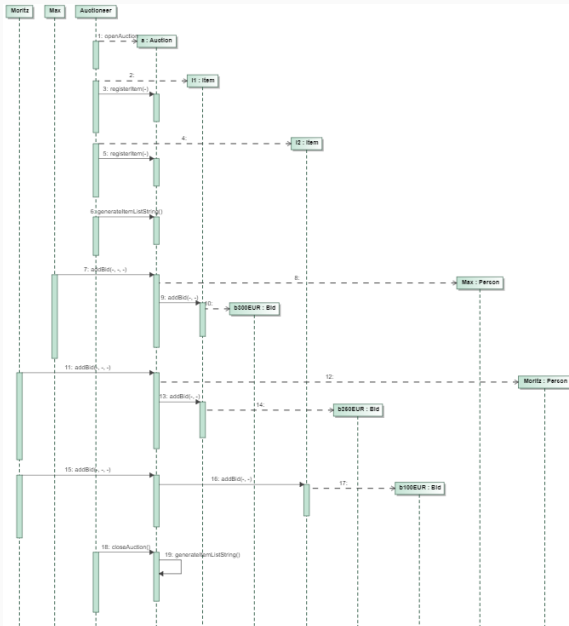 Moritz
Max
Auctioneer
1: openAuction
a : Auction
2:
i1 : Item
3: registerItem(-)
4:
i2 : Item
5: registerItem(-)
6: generateItemListString()
7: addBid(-, -, -)
8:
Max : Person
9: addBid(-, -)
10:
b300EUR : Bid
11: addBid(-, -, -)
12:
Moritz : Person
13: addBid(-, -)
14:
: Bid
15: addBid(-, -, -)
16: addBid(-, -)
17:
b100EUR : Bid
18: closeAuction()
19: generateItemListString()